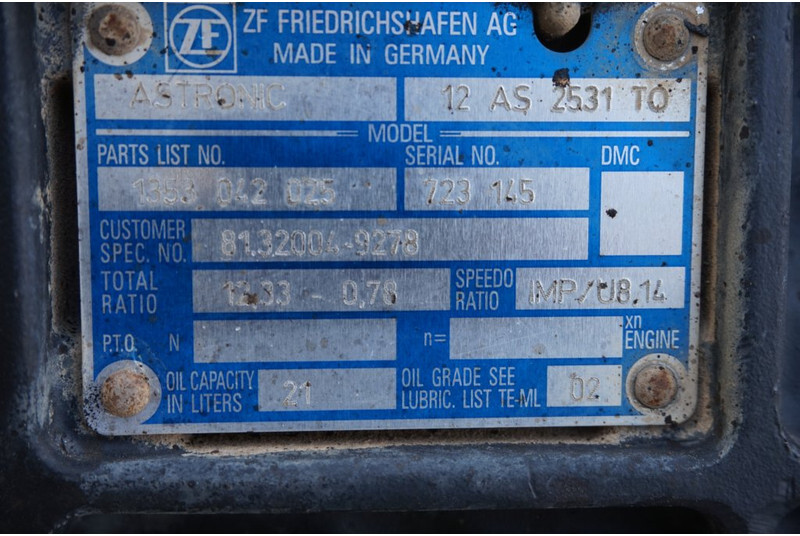 ZF ZF FRIEDRICHSHAFEN AG
MADE IN GERMANY
ASTRONIC 12 AS 2531 TO
MODEL
PARTS LIST NO. SERIAL NO. DMC
1353 042 025 723 145
CUSTOMER
SPEC. NO. 81.32004-9278
TOTAL
RATIO 12,33 - 0,78 SPEEDO
RATIO IMP/U8.14
P.T.O. N n= xn
ENGINE
OIL CAPACITY
IN LITERS 21 OIL GRADE SEE
LUBRIC. LIST TE-ML 02